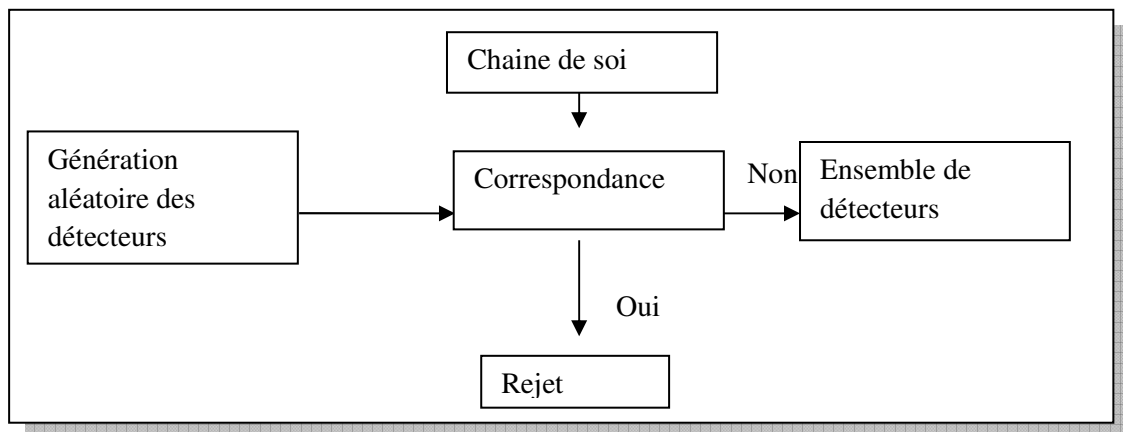 Chaine de soi
Génération
aléatoire des
détecteurs
Correspondance
Non
Ensemble de
détecteurs
Oui
Rejet